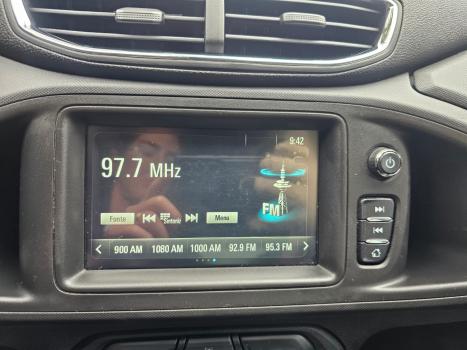 9:42
97.7 MHz
FM
Fonte Sintoniz Menu
900 AM 1080 AM 1000 AM 92.9 FM 95.3 FM